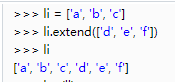 >>> li = ['a', 'b', 'c']
>>> li.extend(['d', 'e', 'f'])
>>> li
['a', 'b', 'c', 'd', 'e', 'f']